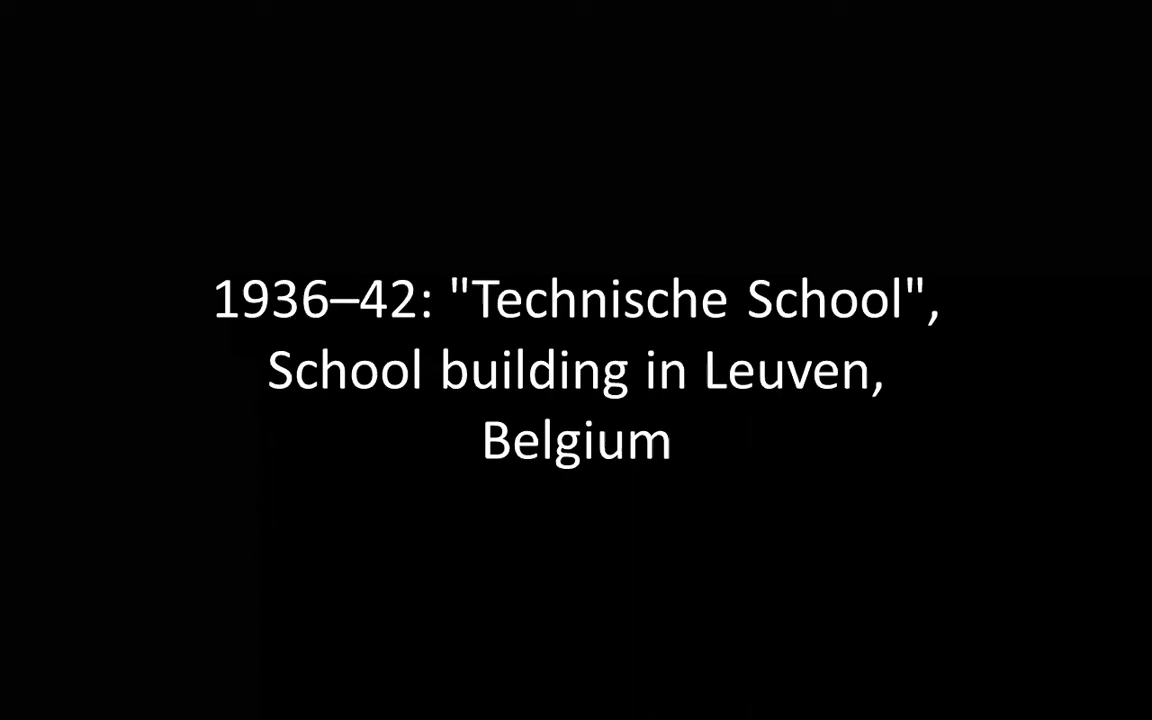 1936–42: "Technische School",
School building in Leuven,
Belgium